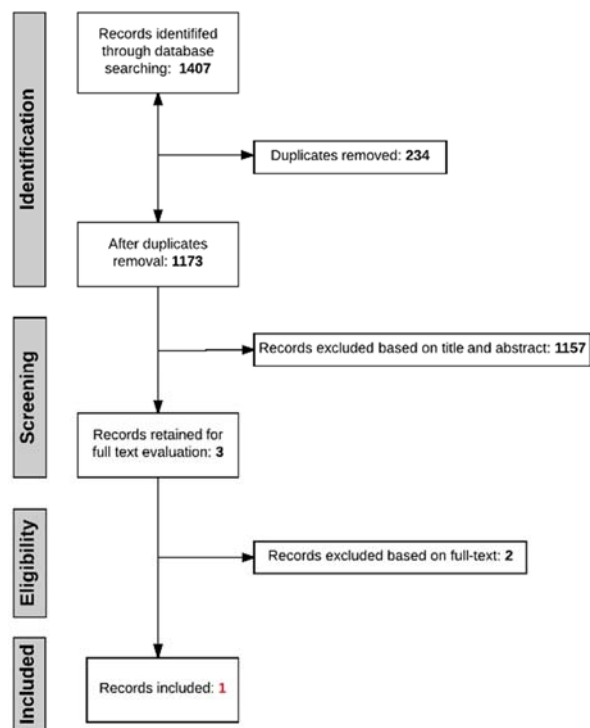 Identification
Records identififed
through database
searching: 1407
Duplicates removed: 234
After duplicates
removal: 1173
Screening
Records excluded based on title and abstract: 1157
Records retained for
full text evaluation: 3
Eligibility
Records excluded based on full-text: 2
Included
Records included: 1